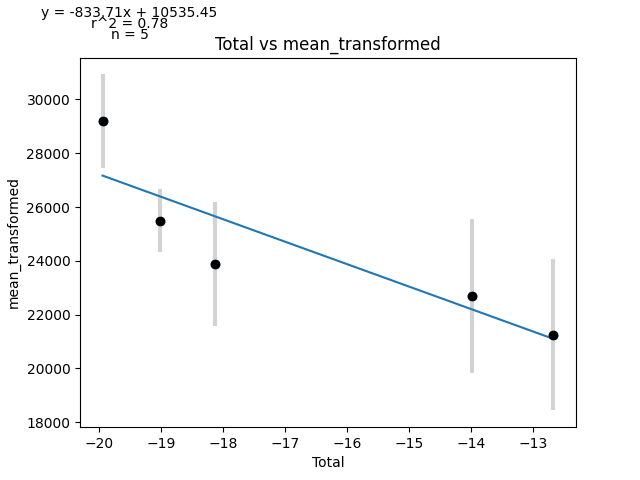 y = -833.71x + 10535.45
r^2 = 0.78
n = 5
Total vs mean_transformed
mean_transformed
30000
28000
26000
24000
22000
20000
18000
−20
−19
−18
−17
−16
−15
−14
−13
Total